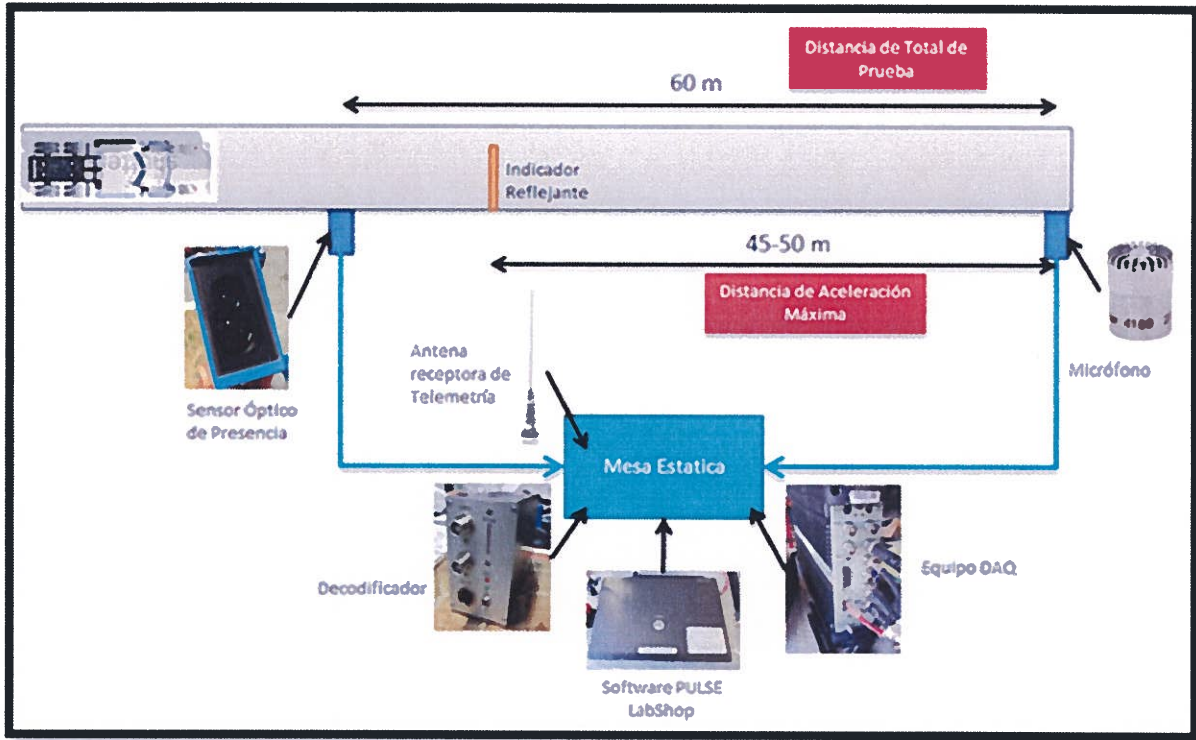 Distancia de Total de
Prueba
60 m
Indicador
Reflejante
45-50 m
Distancia de Aceleración
Máxima
4189
Micrófono
Antena
receptora de
Telemetría
Sensor Óptico
de Presencia
Mesa Estatica
Decodificador
Equipo DAQ
Software PULSE
LabShop